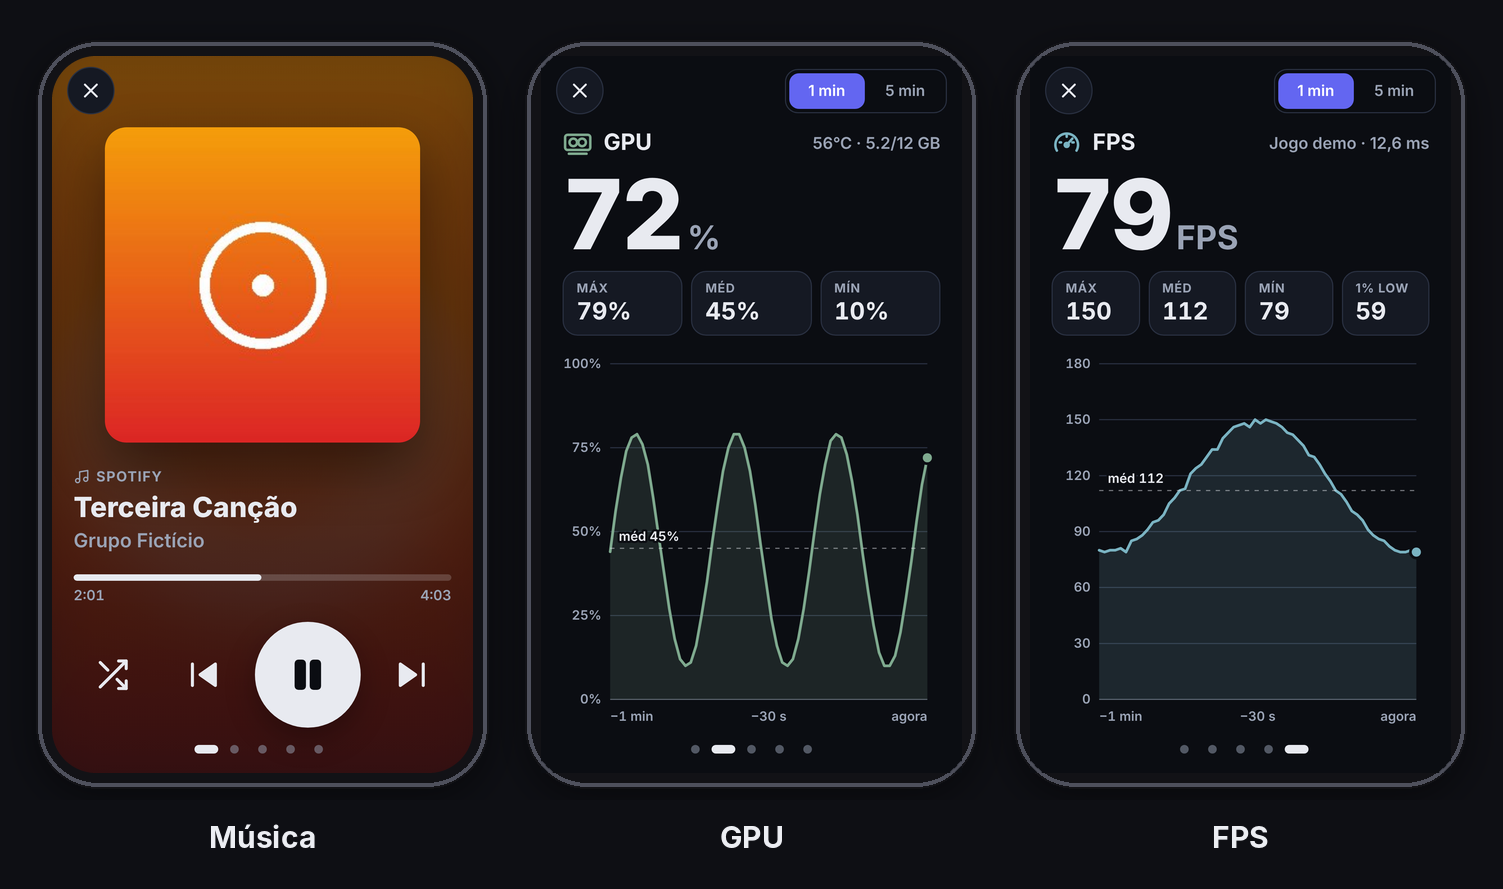 SPOTIFY
Terceira Canção
Grupo Fictício
2:01 4:03
Música
1 min 5 min
GPU 56°C · 5.2/12 GB
72%
MÁX MÉD MÍN
79% 45% 10%
100%
75%
50%
méd 45%
25%
0%
−1 min −30 s agora
GPU
1 min 5 min
FPS Jogo demo · 12,6 ms
79 FPS
MÁX MÉD MÍN 1% LOW
150 112 79 59
180
150
120
méd 112
90
60
30
0
−1 min −30 s agora
FPS